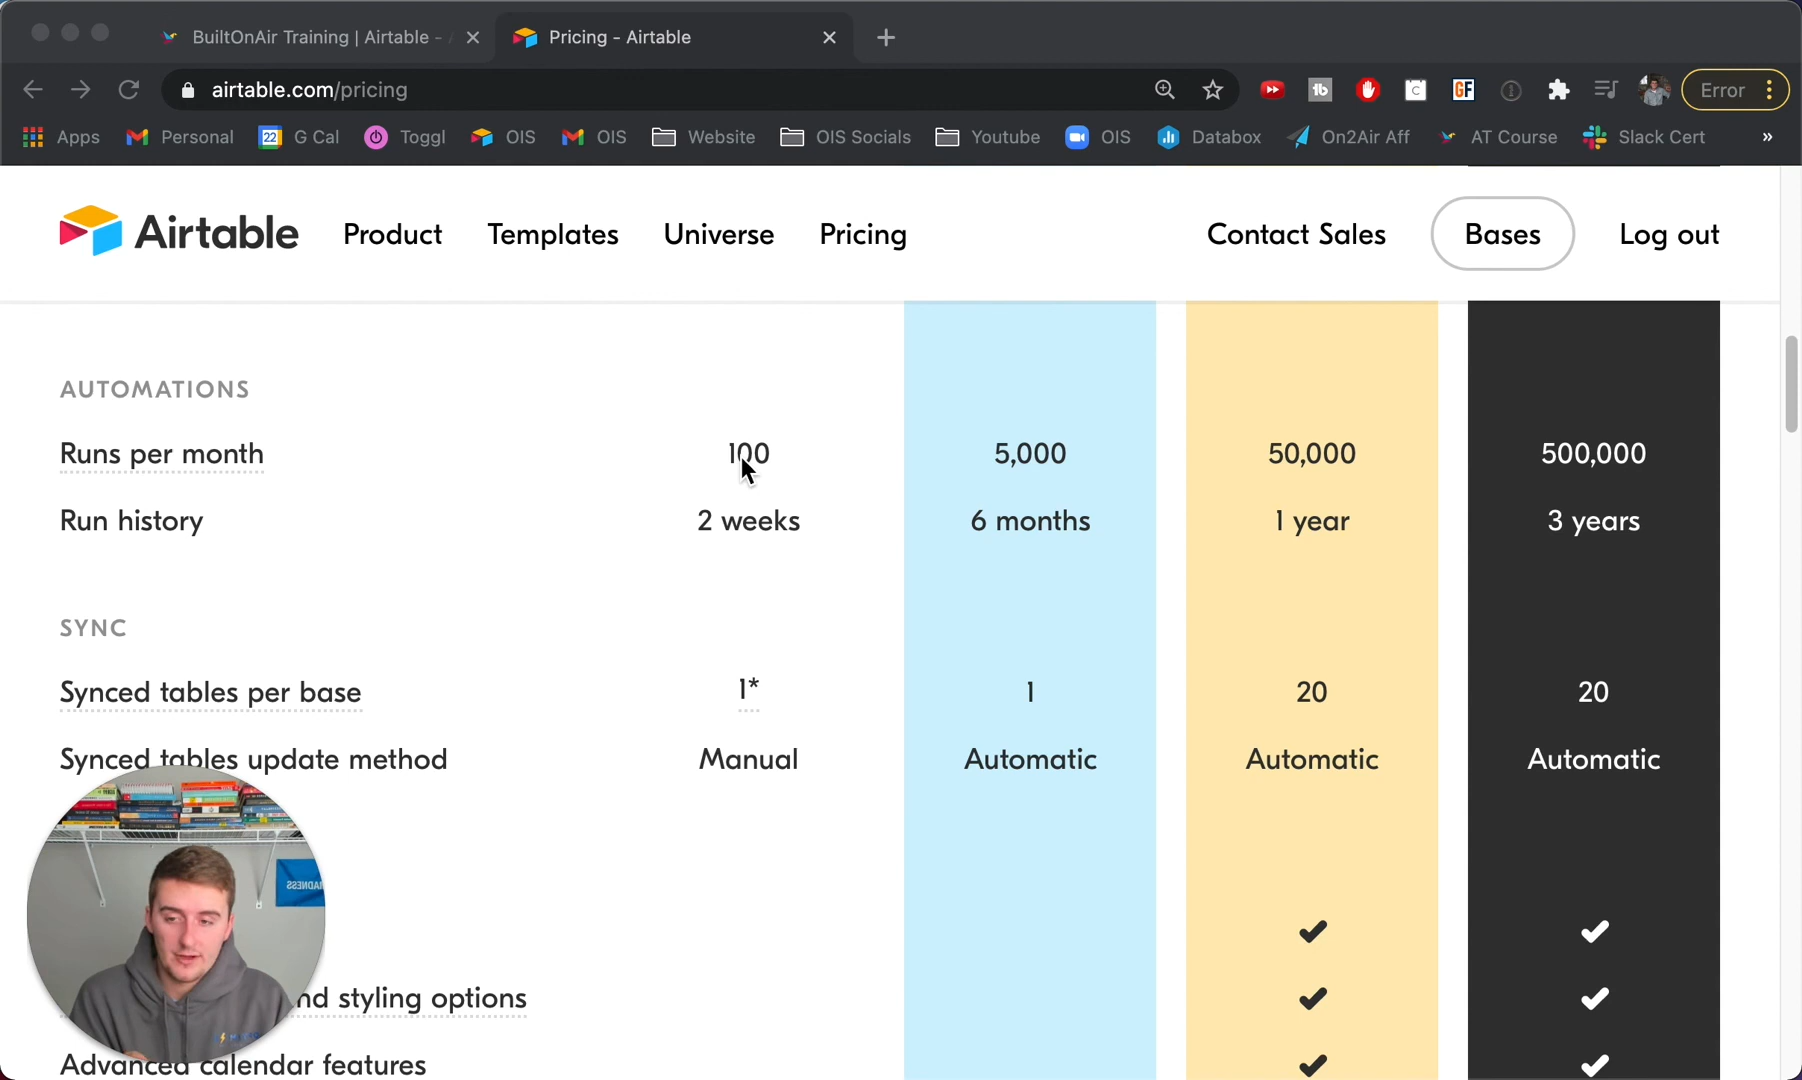 BuiltOnAir Training | Airtable -
Pricing - Airtable
airtable.com/pricing
Error
Apps
Personal
22
G Cal
Toggl
OIS
OIS
Website
OIS Socials
Youtube
OIS
Databox
On2Air Aff
AT Course
Slack Cert
»
Airtable
Product
Templates
Universe
Pricing
Contact Sales
Bases
Log out
AUTOMATIONS
Runs per month 100 5,000 50,000 500,000
Run history 2 weeks 6 months 1 year 3 years
SYNC
Synced tables per base 1* 1 20 20
Synced tables update method Manual Automatic Automatic Automatic
nd styling options
Advanced calendar features